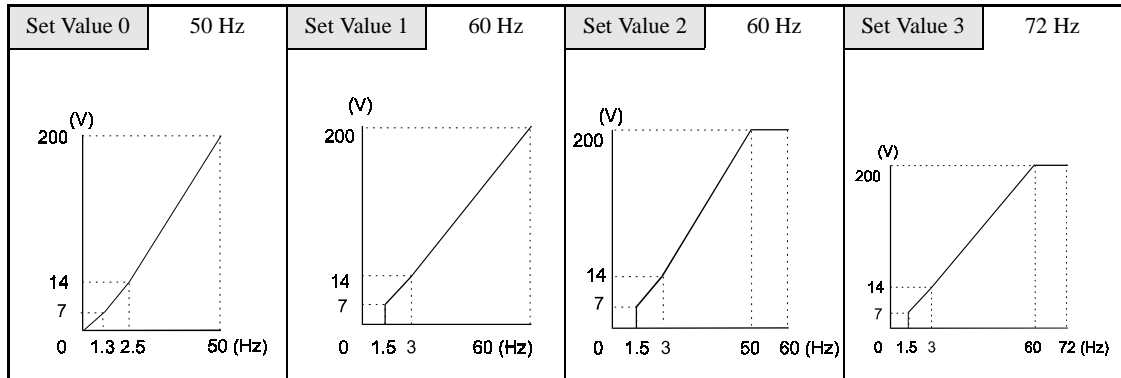 Set Value 0 50 Hz
(V)
200
14
7
0 1.3 2.5 50 (Hz)
Set Value 1 60 Hz
(V)
200
14
7
0 1.5 3 60 (Hz)
Set Value 2 60 Hz
(V)
200
14
7
0 1.5 3 50 60 (Hz)
Set Value 3 72 Hz
(V)
200
14
7
0 1.5 3 60 72 (Hz)